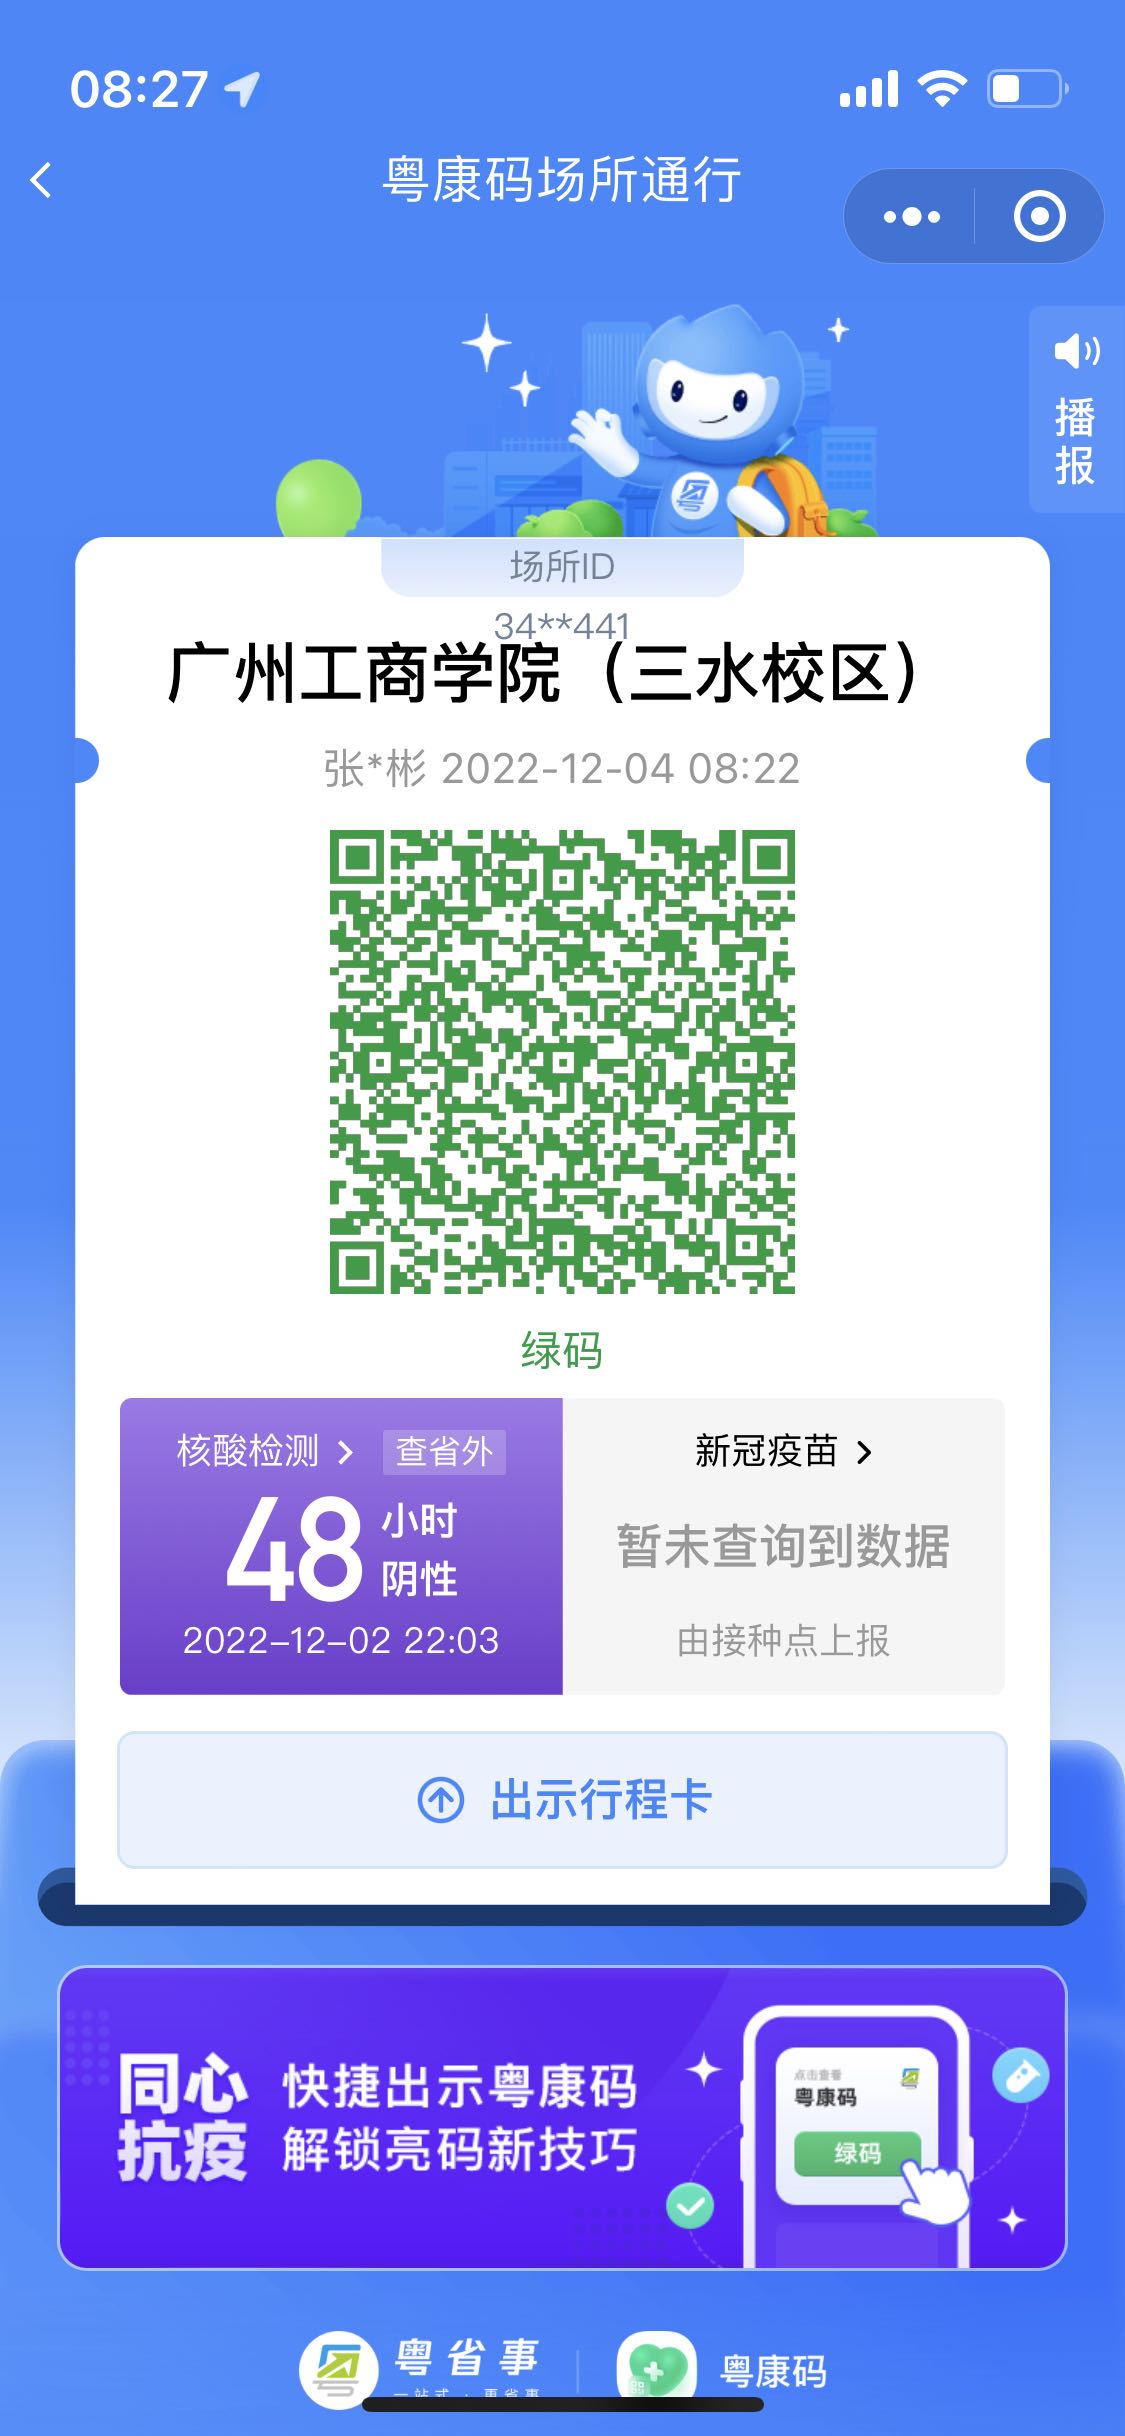 08:27
粤康码场所通行
播报
场所ID
34**441
广州工商学院（三水校区）
张*彬 2022-12-04 08:22
绿码
核酸检测 查省外
48 小时 阴性
2022-12-02 22:03
新冠疫苗
暂未查询到数据
由接种点上报
出示行程卡
同心抗疫
快捷出示粤康码
解锁亮码新技巧
点击查看
粤康码
绿码
粤省事
粤康码